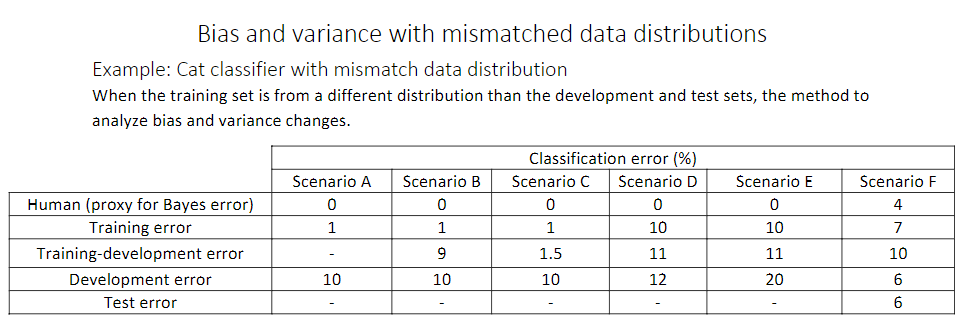 Bias and variance with mismatched data distributions
Example: Cat classifier with mismatch data distribution
When the training set is from a different distribution than the development and test sets, the method to
analyze bias and variance changes.
Classification error (%)
Scenario A Scenario B Scenario C Scenario D Scenario E Scenario F
Human (proxy for Bayes error) 0 0 0 0 0 4
Training error 1 1 1 10 10 7
Training-development error - 9 1.5 11 11 10
Development error 10 10 10 12 20 6
Test error - - - - - 6